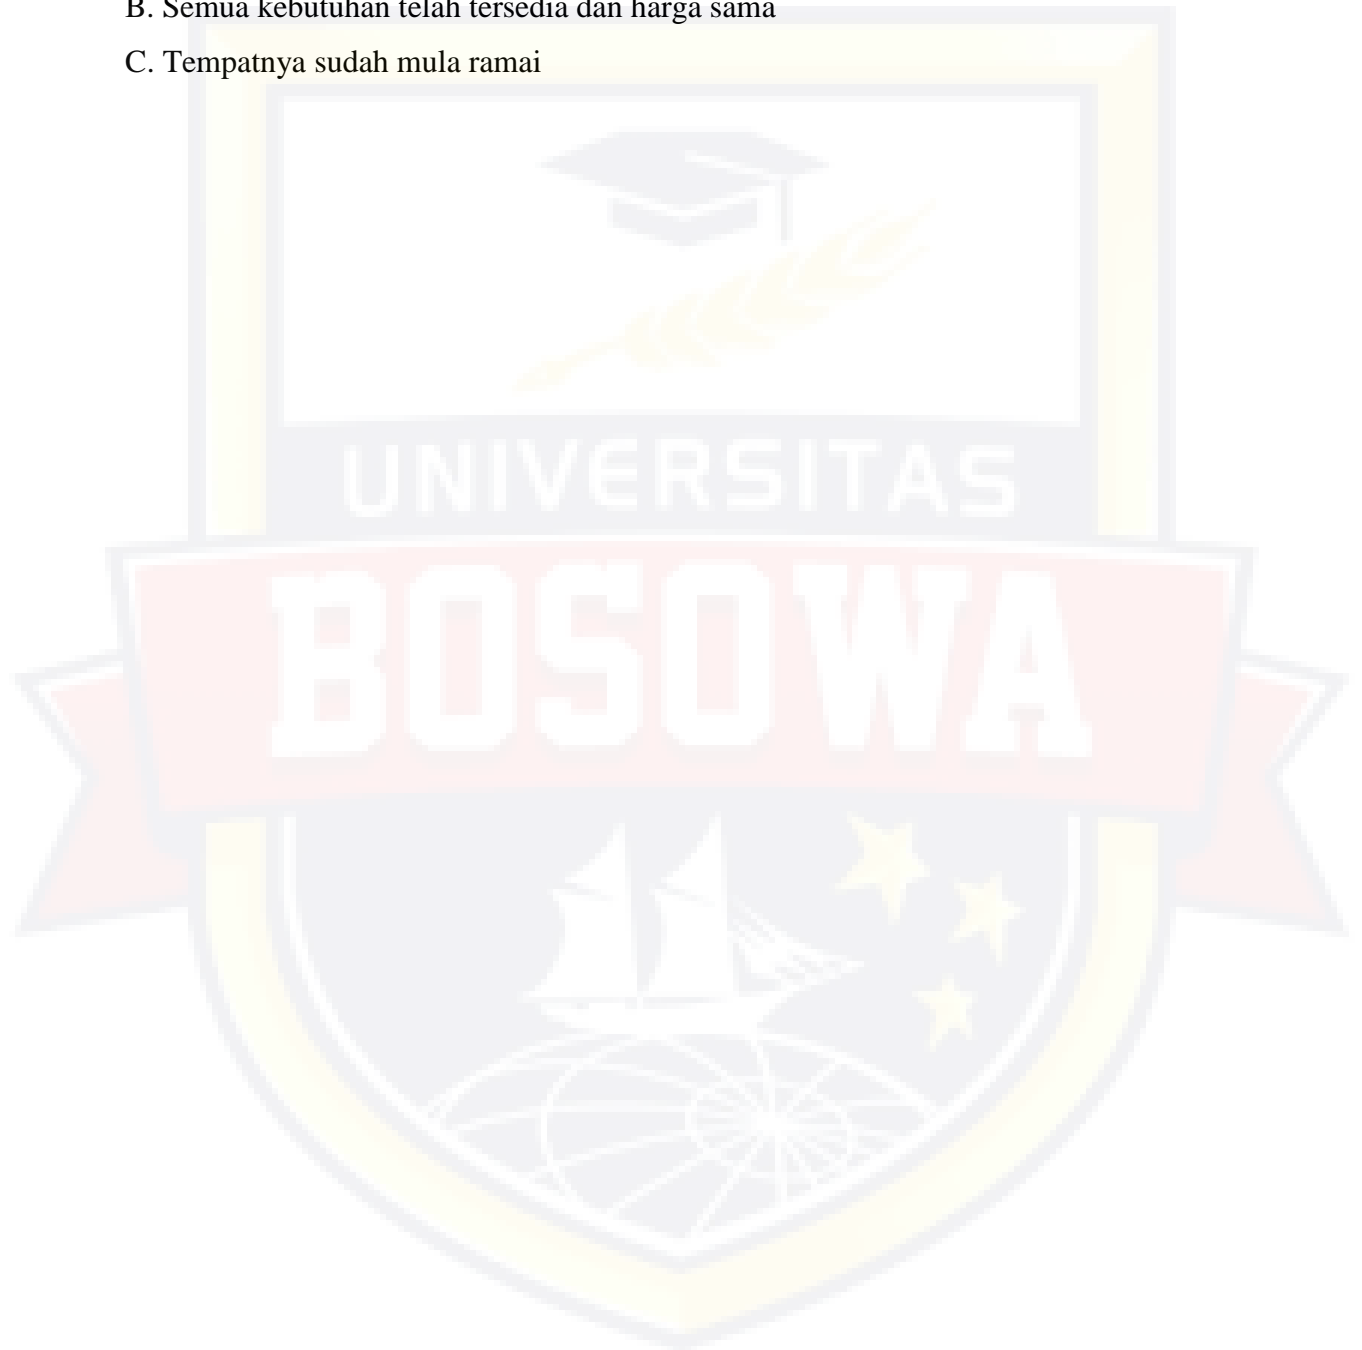 B. Semua kebutuhan telah tersedia dan harga sama
C. Tempatnya sudah mula ramai
UNIVERSITAS
BOSOWA